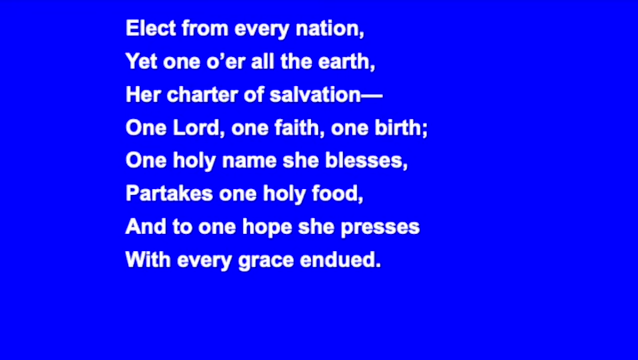 Elect from every nation,
Yet one o’er all the earth,
Her charter of salvation—
One Lord, one faith, one birth;
One holy name she blesses,
Partakes one holy food,
And to one hope she presses
With every grace endued.